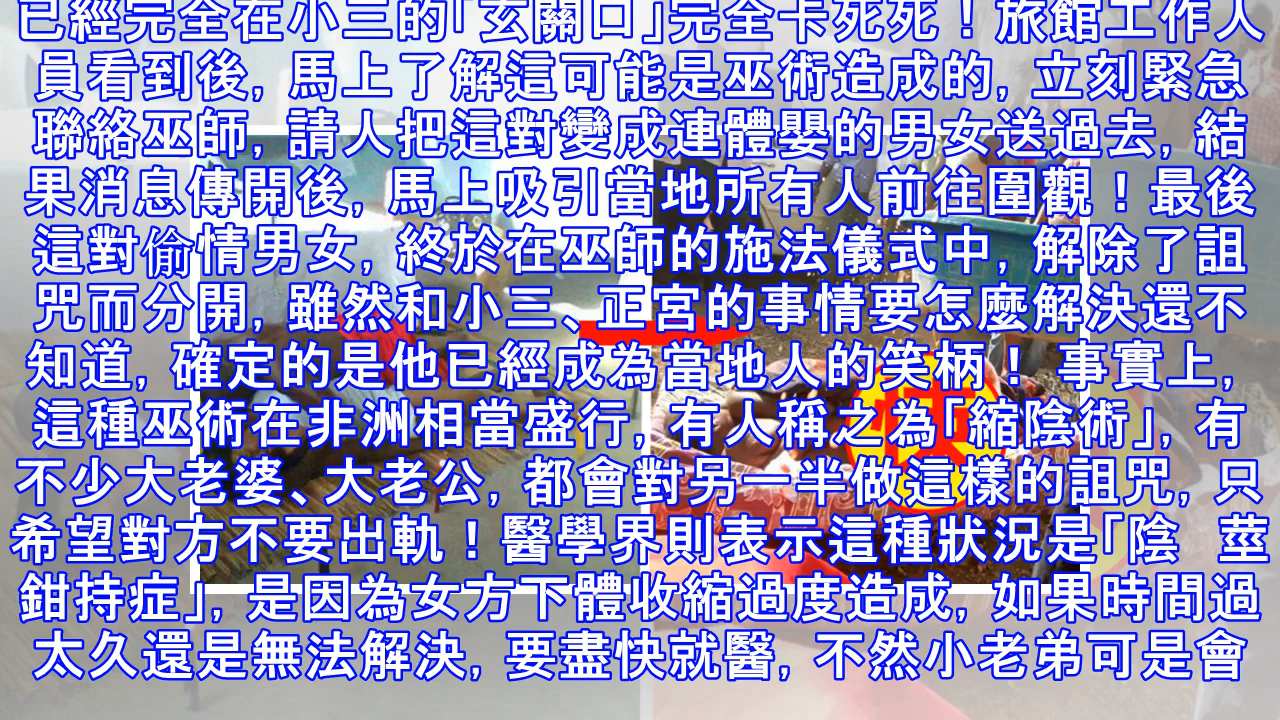 已經完全在小三的「玄關口」完全卡死死！旅館工作人
員看到後, 馬上了解這可能是巫術造成的, 立刻緊急
聯絡巫師, 請人把這對變成連體嬰的男女送過去, 結
果消息傳開後, 馬上吸引當地所有人前往圍觀！最後
這對偷情男女, 終於在巫師的施法儀式中, 解除了詛
咒而分開, 雖然和小三、正宮的事情要怎麼解決還不
知道, 確定的是他已經成為當地人的笑柄！ 事實上,
這種巫術在非洲相當盛行, 有人稱之為「縮陰術」, 有
不少大老婆、大老公, 都會對另一半做這樣的詛咒, 只
希望對方不要出軌！醫學界則表示這種狀況是「陰 莖
鉗持症」, 是因為女方下體收縮過度造成, 如果時間過
太久還是無法解決, 要盡快就醫, 不然小老弟可是會